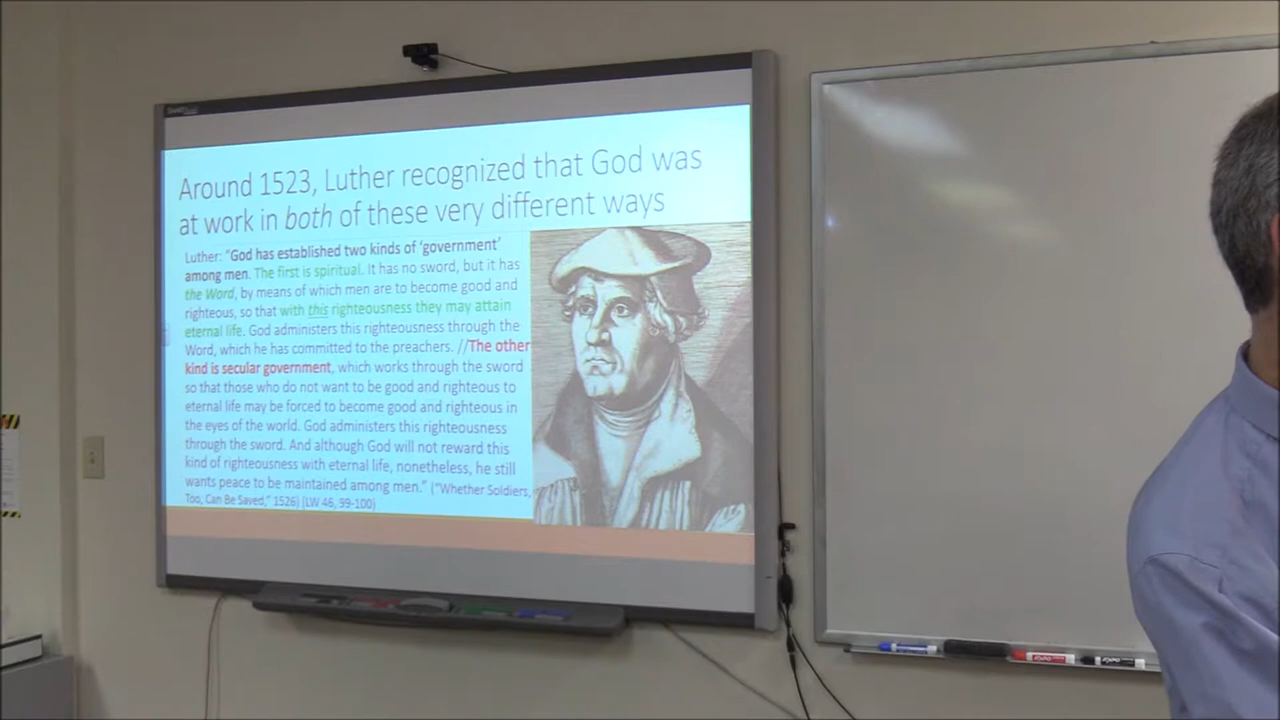 Around 1523, Luther recognized that God was
at work in both of these very different ways
Luther: “God has established two kinds of ‘government’
among men. The first is spiritual. It has no sword, but it has
the Word, by means of which men are to become good and
righteous, so that with this righteousness they may attain
eternal life. God administers this righteousness through the
Word, which he has committed to the preachers. //The other
kind is secular government, which works through the sword
so that those who do not want to be good and righteous to
eternal life may be forced to become good and righteous in
the eyes of the world. God administers this righteousness
through the sword. And although God will not reward this
kind of righteousness with eternal life, nonetheless, he still
wants peace to be maintained among men.” (“Whether Soldiers,
Too, Can Be Saved,” 1526) (LW 46, 99-100)